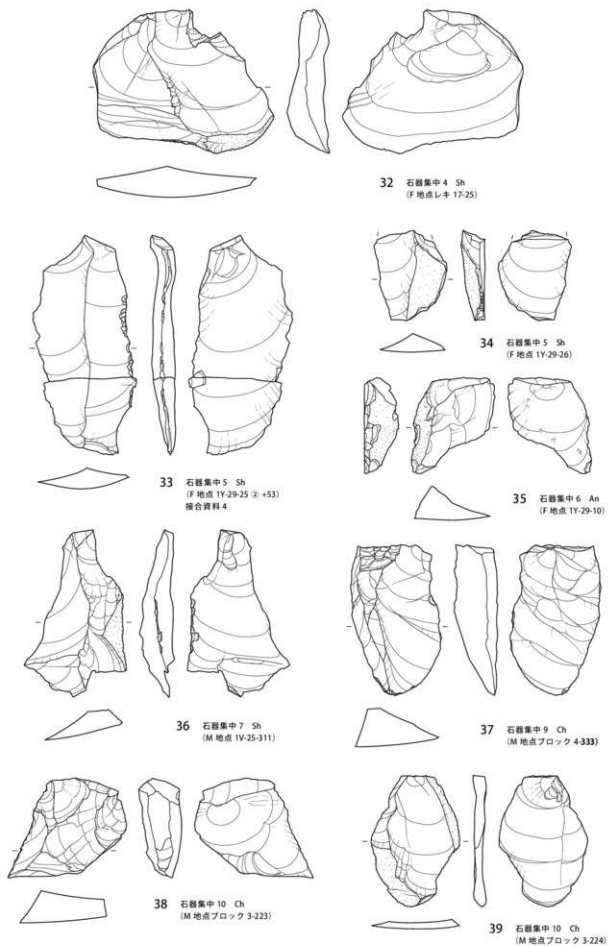 32 石器集中 4 Sh
(F 地点レキ 17-25)
34 石器集中 5 Sh
(F 地点 1Y-29-26)
33 石器集中 5 Sh
(F 地点 1Y-29-25 ② +53)
接合資料 4
35 石器集中 6 An
(F 地点 1Y-29-10)
36 石器集中 7 Sh
(M 地点 1V-25-311)
37 石器集中 9 Ch
(M 地点ブロック 4-333)
38 石器集中 10 Ch
(M 地点ブロック 3-223)
39 石器集中 10 Ch
(M 地点ブロック 3-224)